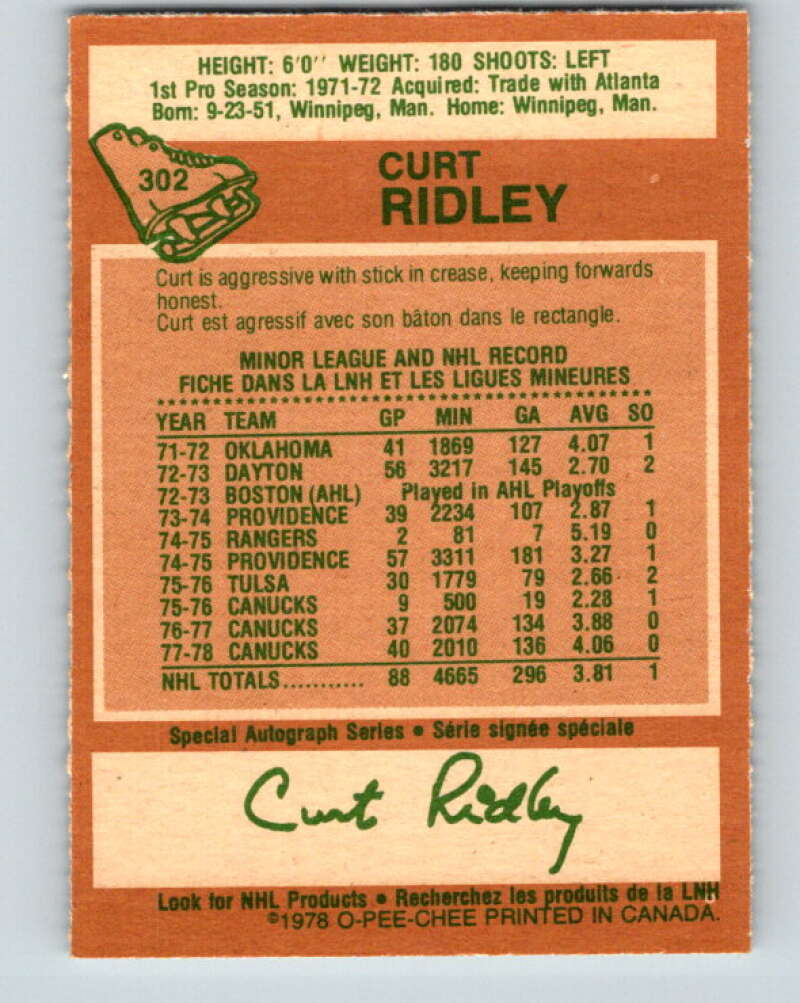 HEIGHT: 6'0'' WEIGHT: 180 SHOOTS: LEFT
1st Pro Season: 1971-72 Acquired: Trade with Atlanta
Born: 9-23-51, Winnipeg, Man. Home: Winnipeg, Man.
302
CURT
RIDLEY
Curt is aggressive with stick in crease, keeping forwards
honest.
Curt est agressif avec son bâton dans le rectangle.
MINOR LEAGUE AND NHL RECORD
FICHE DANS LA LNH ET LES LIGUES MINEURES
YEAR TEAM GP MIN GA AVG SO
71-72 OKLAHOMA 41 1869 127 4.07 1
72-73 DAYTON 56 3217 145 2.70 2
72-73 BOSTON (AHL) Played in AHL Playoffs
73-74 PROVIDENCE 39 2234 107 2.87 1
74-75 RANGERS 2 81 7 5.19 0
74-75 PROVIDENCE 57 3311 181 3.27 1
75-76 TULSA 30 1779 79 2.66 2
75-76 CANUCKS 9 500 19 2.28 1
76-77 CANUCKS 37 2074 134 3.88 0
77-78 CANUCKS 40 2010 136 4.06 0
NHL TOTALS........... 88 4665 296 3.81 1
Special Autograph Series • Série signée spéciale
Curt Ridley
Look for NHL Products • Recherchez les produits de la LNH
©1978 O-PEE-CHEE PRINTED IN CANADA.